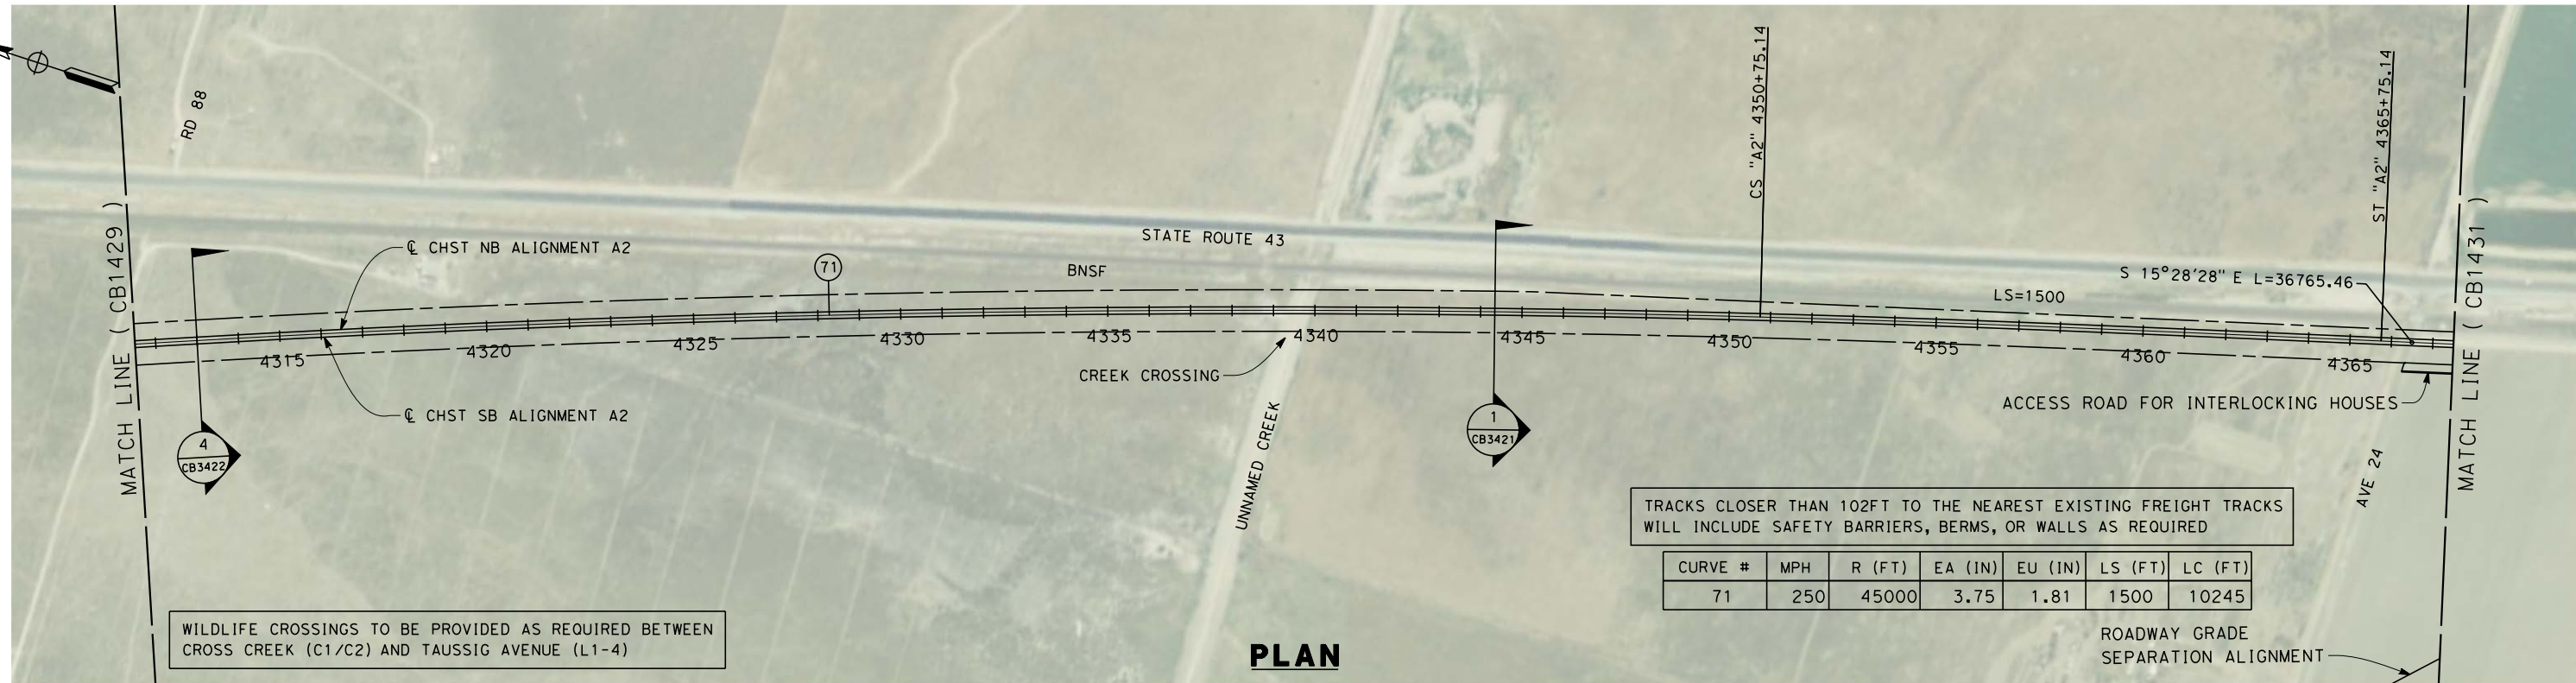 RD 88
CS "A2" 4350+75.14
ST "A2" 4365+75.14
MATCH LINE ( CB1429 )
℄ CHST NB ALIGNMENT A2
71
STATE ROUTE 43
BNSF
S 15°28'28" E L=36765.46
LS=1500
MATCH LINE ( CB1431 )
4315
4320
4325
4330
4335
4340
4345
4350
4355
4360
4365
CREEK CROSSING
ACCESS ROAD FOR INTERLOCKING HOUSES
℄ CHST SB ALIGNMENT A2
4
CB3422
1
CB3421
UNNAMED CREEK
AVE 24
TRACKS CLOSER THAN 102FT TO THE NEAREST EXISTING FREIGHT TRACKS
WILL INCLUDE SAFETY BARRIERS, BERMS, OR WALLS AS REQUIRED
CURVE # MPH R (FT) EA (IN) EU (IN) LS (FT) LC (FT)
71 250 45000 3.75 1.81 1500 10245
WILDLIFE CROSSINGS TO BE PROVIDED AS REQUIRED BETWEEN
CROSS CREEK (C1/C2) AND TAUSSIG AVENUE (L1-4)
ROADWAY GRADE
SEPARATION ALIGNMENT
PLAN